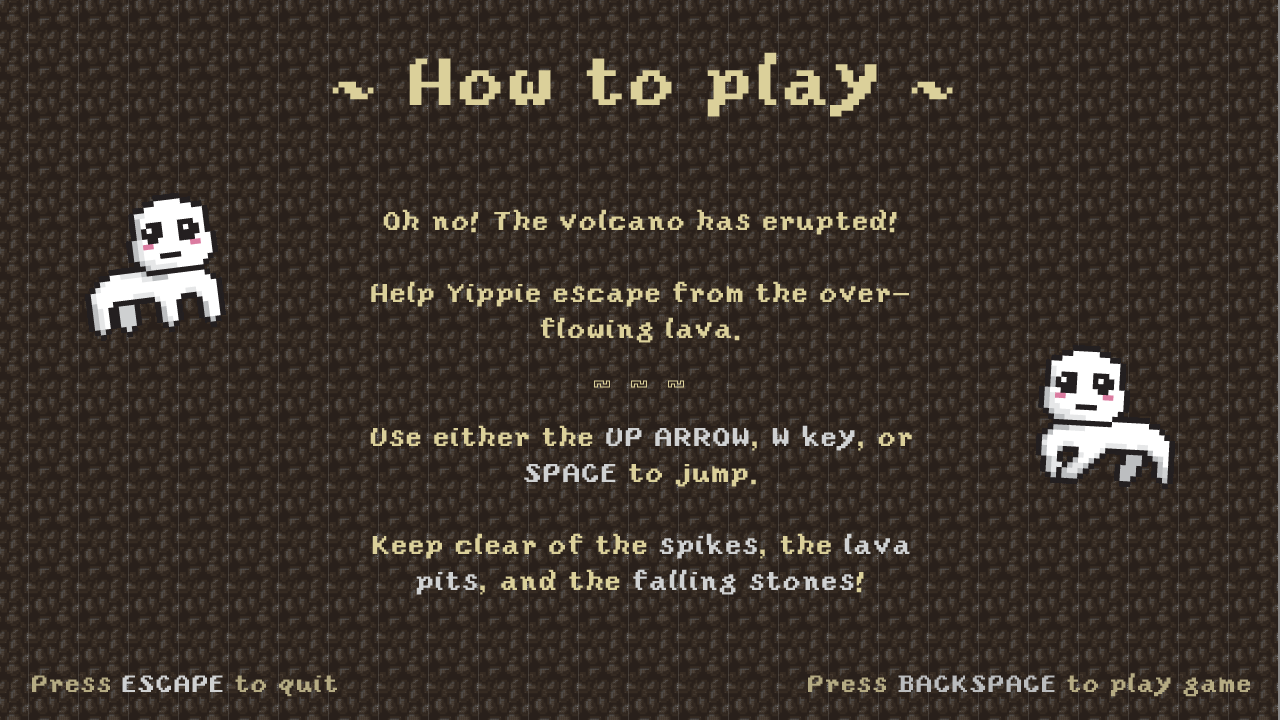 ~ How to play ~
Oh no! The volcano has erupted!
Help Yippie escape from the over-
flowing lava.
~ ~ ~
Use either the UP ARROW, W key, or
SPACE to jump.
Keep clear of the spikes, the lava
pits, and the falling stones!
Press ESCAPE to quit
Press BACKSPACE to play game